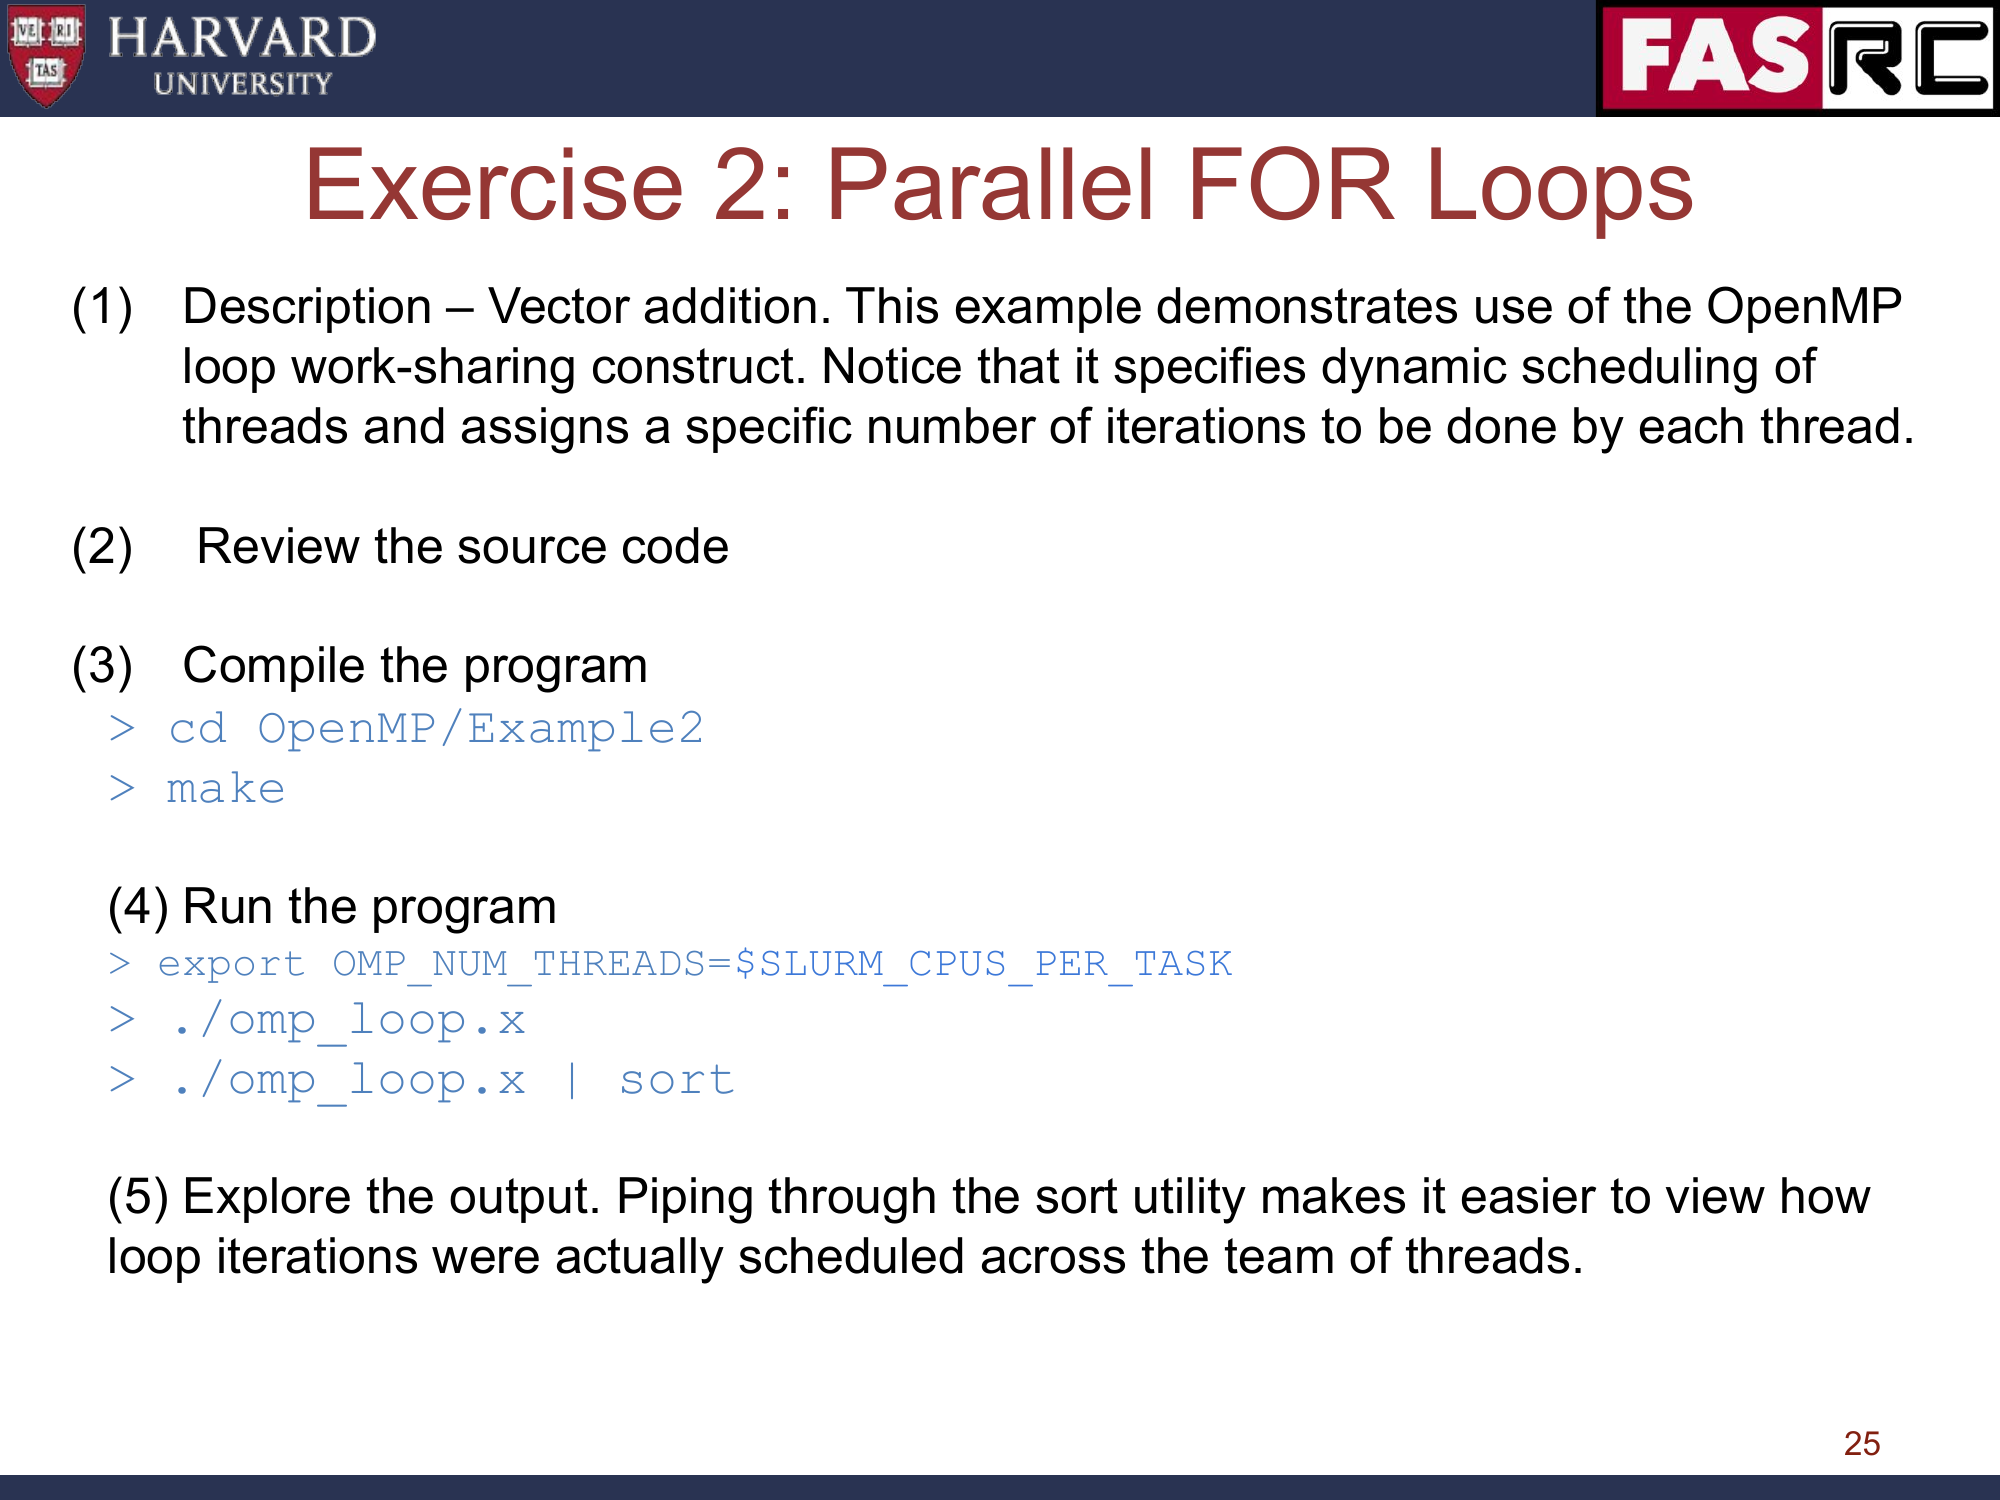 VE RI
TAS
HARVARD
UNIVERSITY
FAS RC
Exercise 2: Parallel FOR Loops
(1) Description – Vector addition. This example demonstrates use of the OpenMP
loop work-sharing construct. Notice that it specifies dynamic scheduling of
threads and assigns a specific number of iterations to be done by each thread.
(2) Review the source code
(3) Compile the program
> cd OpenMP/Example2
> make
(4) Run the program
> export OMP_NUM_THREADS=$SLURM_CPUS_PER_TASK
> ./omp_loop.x
> ./omp_loop.x | sort
(5) Explore the output. Piping through the sort utility makes it easier to view how
loop iterations were actually scheduled across the team of threads.
25